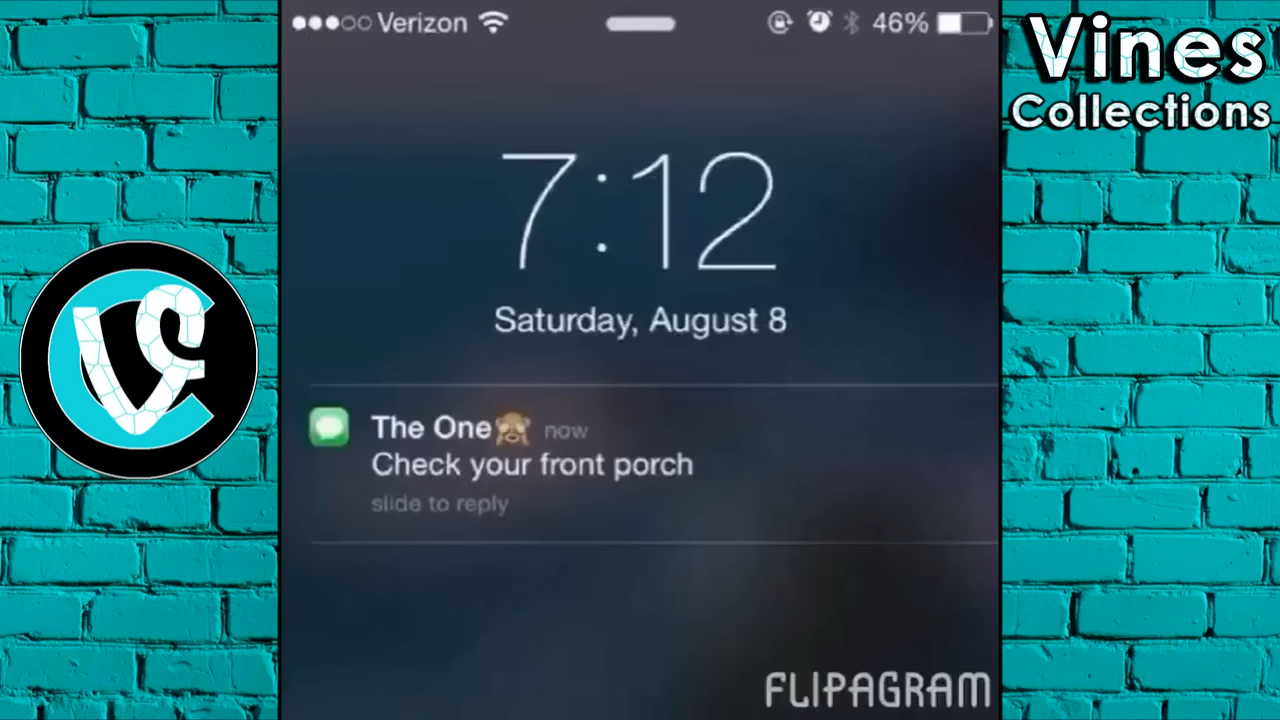 Verizon 46%
Vines
Collections
7:12
Saturday, August 8
The One🙈 now
Check your front porch
slide to reply
FLIPAGRAM